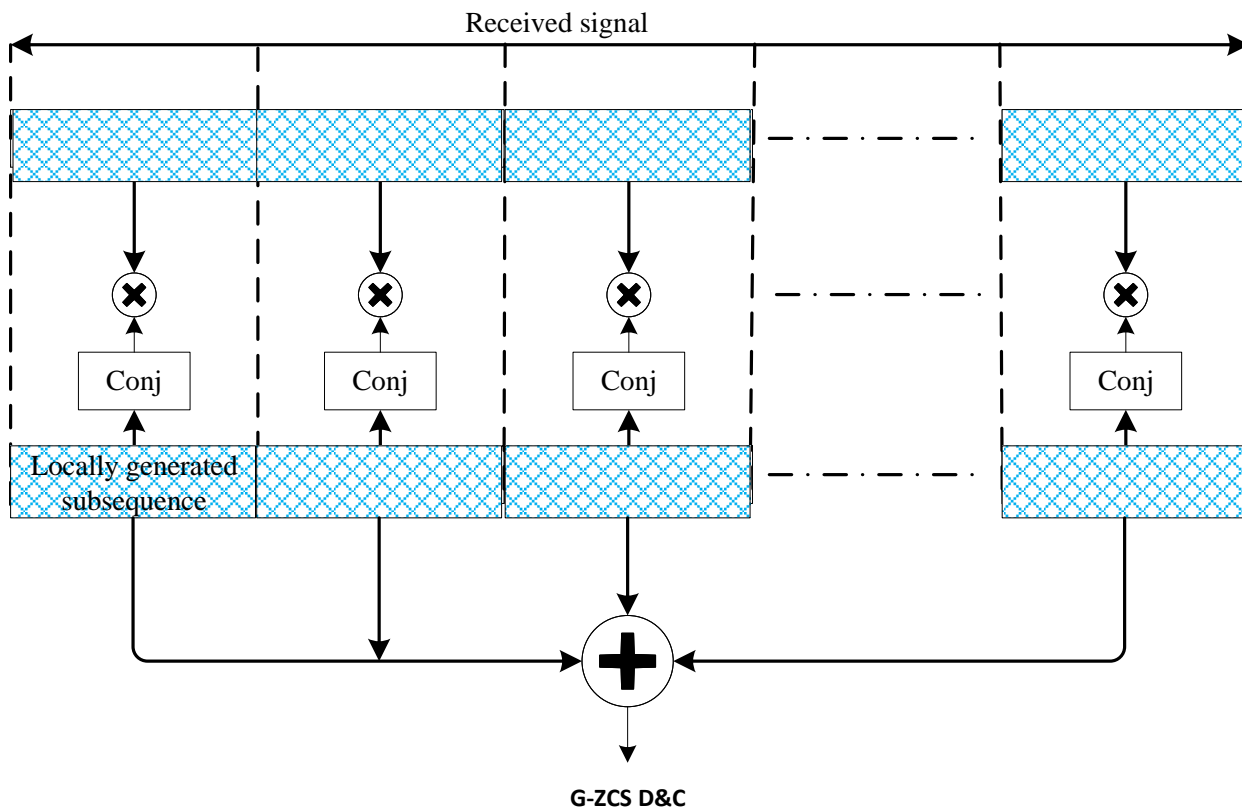 Received signal
Conj
Conj
Conj
Conj
Locally generated
subsequence
G-ZCS D&C